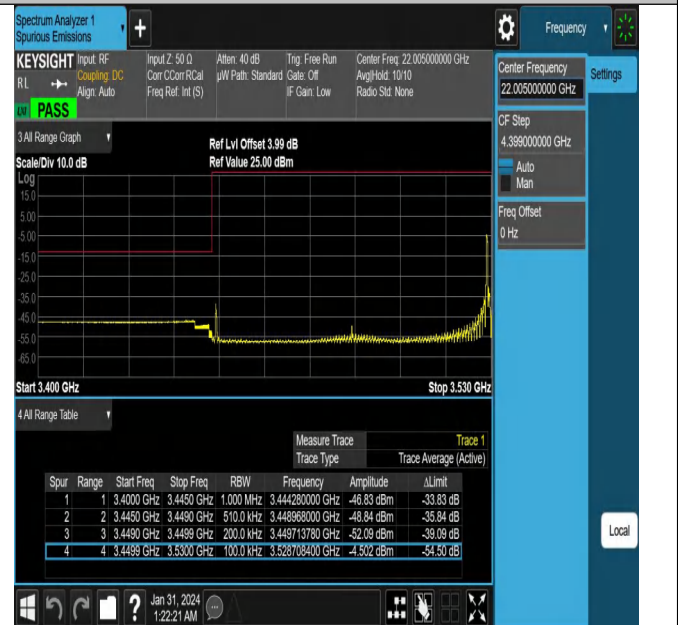 Spectrum Analyzer 1
Spurious Emissions
+
Frequency
KEYSIGHT Input: RF Input Z: 50 Ω Atten: 40 dB Trig: Free Run Center Freq: 22.005000000 GHz
RL Coupling: DC Corr CCorr RCal µW Path: Standard Gate: Off Avg|Hold: 10/10
Align: Auto Freq Ref: Int (S) IF Gain: Low Radio Std: None
PASS
Center Frequency
22.005000000 GHz
Settings
CF Step
4.399000000 GHz
Auto
Man
Freq Offset
0 Hz
3 All Range Graph
Ref Lvl Offset 3.99 dB
Scale/Div 10.0 dB Ref Value 25.00 dBm
Log
15.0
5.00
-5.00
-15.0
-25.0
-35.0
-45.0
-55.0
-65.0
Start 3.400 GHz Stop 3.530 GHz
4 All Range Table
Measure Trace Trace 1
Trace Type Trace Average (Active)
Spur Range Start Freq Stop Freq RBW Frequency Amplitude ΔLimit
1 1 3.4000 GHz 3.4450 GHz 1.000 MHz 3.444280000 GHz -46.83 dBm -33.83 dB
2 2 3.4450 GHz 3.4490 GHz 510.0 kHz 3.448968000 GHz -48.84 dBm -35.84 dB
3 3 3.4490 GHz 3.4499 GHz 200.0 kHz 3.449713780 GHz -52.09 dBm -39.09 dB
4 4 3.4499 GHz 3.5300 GHz 100.0 kHz 3.528708400 GHz -4.502 dBm -54.50 dB
Local
?
Jan 31, 2024
1:22:21 AM